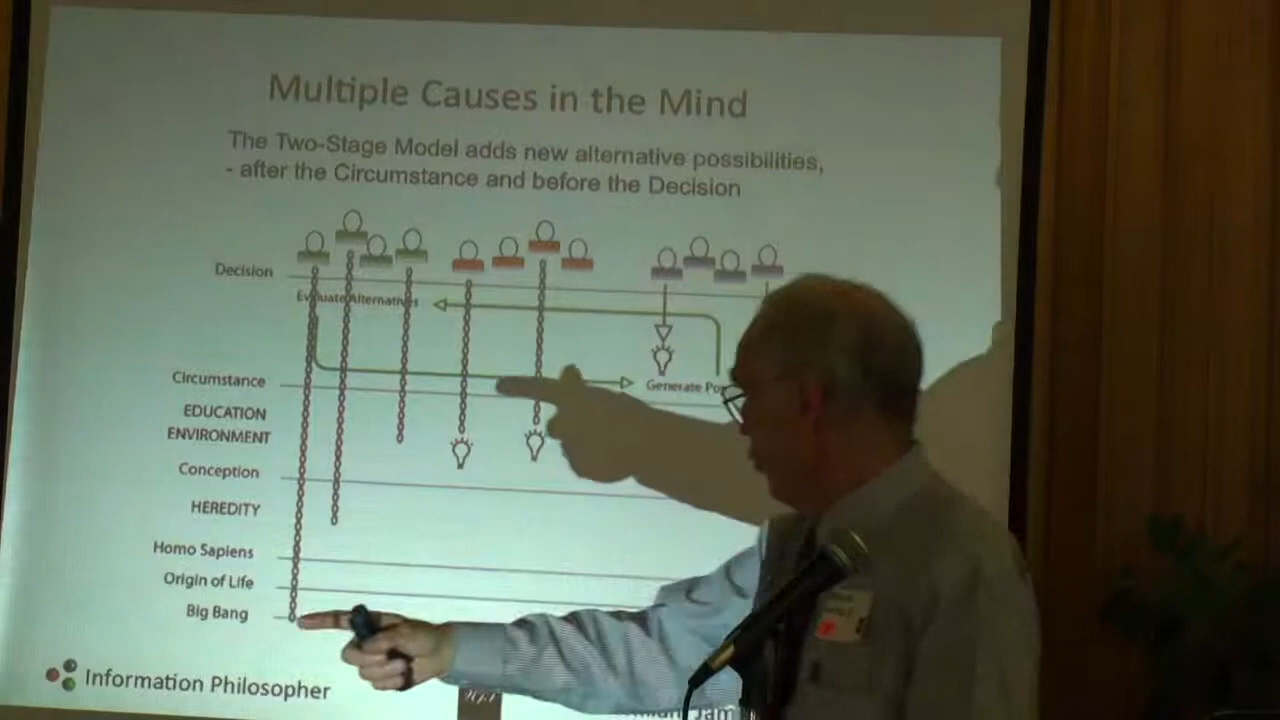 Multiple Causes in the Mind
The Two-Stage Model adds new alternative possibilities,
- after the Circumstance and before the Decision
Decision
Evaluate Alternatives
Circumstance
Generate
EDUCATION
ENVIRONMENT
Conception
HEREDITY
Homo Sapiens
Origin of Life
Big Bang
Information Philosopher